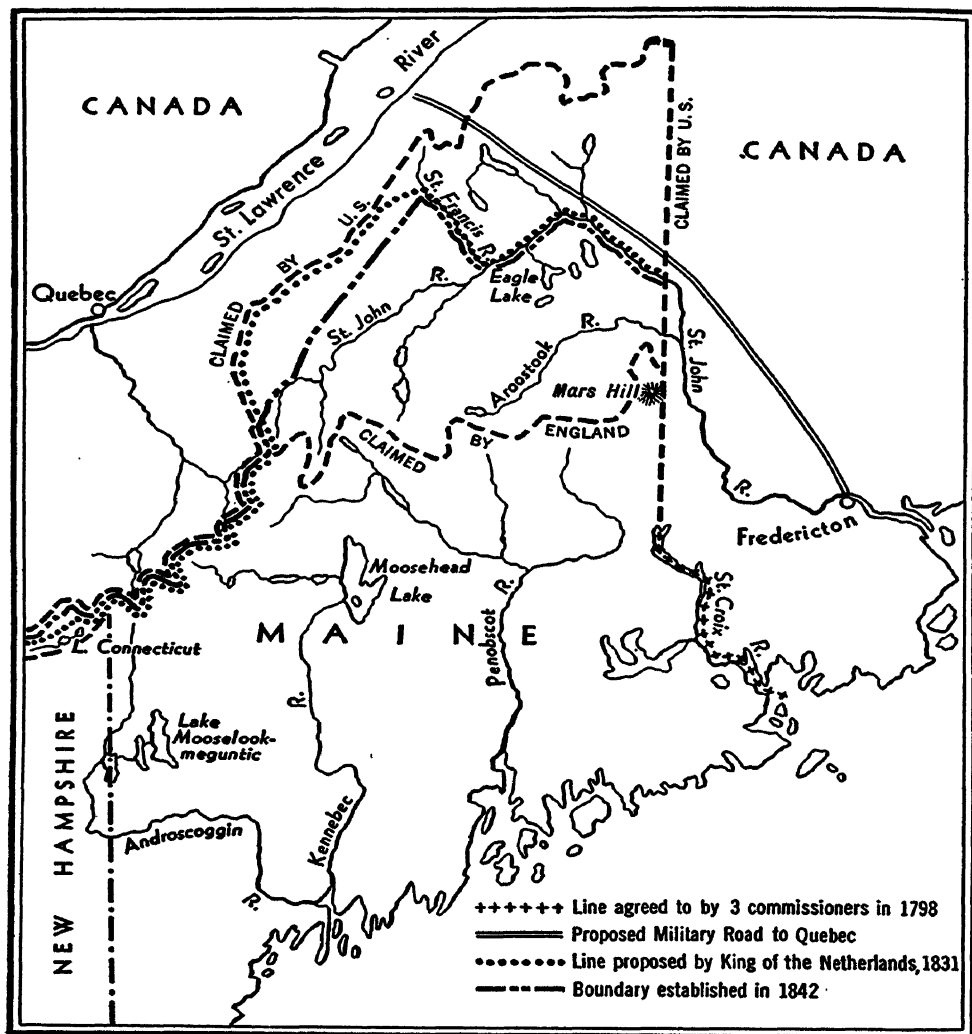 CANADA
River
CANADA
St. Lawrence
CLAIMED BY U.S.
CLAIMED BY U.S.
St. Francis R.
Quebec
Eagle
Lake
St. John R.
Aroostook R.
St. John R.
Mars Hill
CLAIMED BY ENGLAND
Fredericton
Moosehead
Lake
St. Croix R.
MAINE
L. Connecticut
Penobscot R.
Lake
Mooselook-
meguntic
NEW HAMPSHIRE
Androscoggin R.
Kennebec R.
Line agreed to by 3 commissioners in 1798
Proposed Military Road to Quebec
Line proposed by King of the Netherlands, 1831
Boundary established in 1842